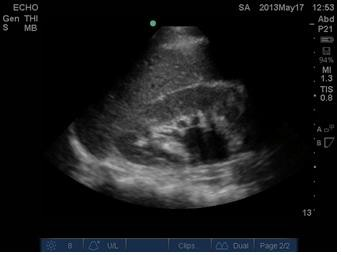 ECHO SA 2013May17 12:53
Gen THI
S MB
Abd
P21
94%
MI
1.3
TIS
0.8
A
B
13
B U/L Clips... Dual Page 2/2